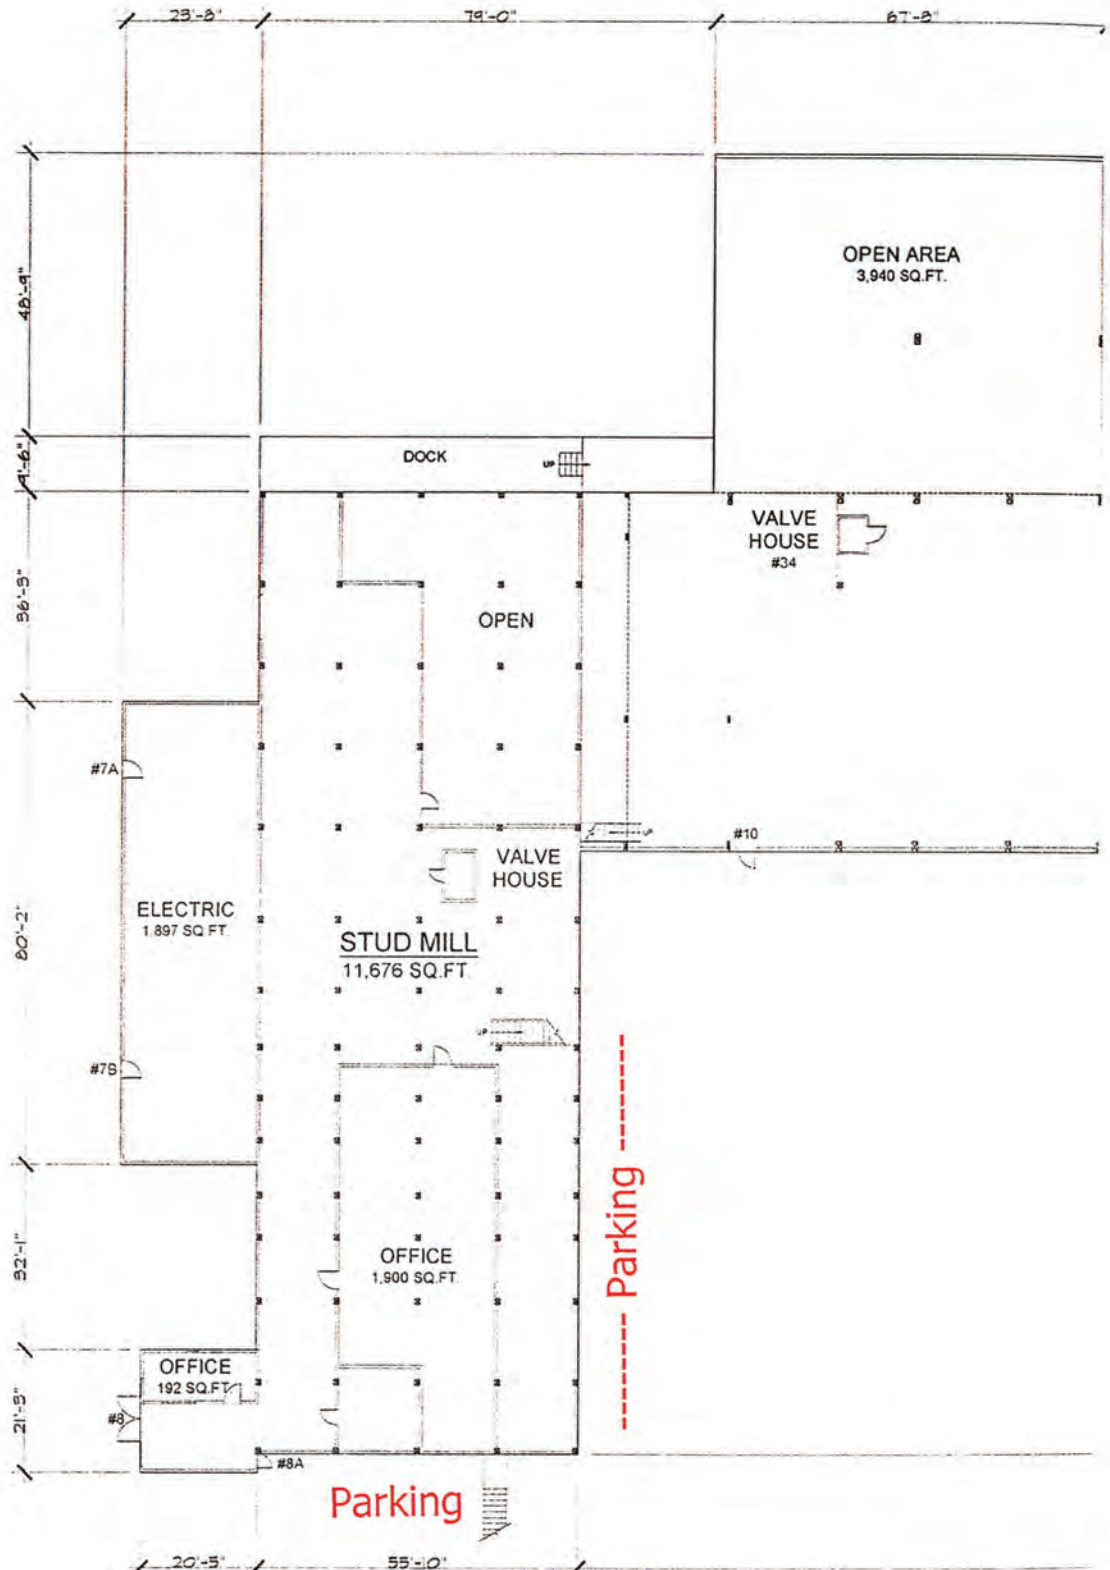 23'-3" 79'-0" 67'-8"
48'-9"
OPEN AREA
3,940 SQ.FT.
9'-6"
DOCK
UP
VALVE
HOUSE
#34
36'-3"
OPEN
#7A
UP
#10
VALVE
HOUSE
ELECTRIC
1,897 SQ FT.
80'-2"
STUD MILL
11,676 SQ.FT
UP
#7B
Parking
OFFICE
1,900 SQ.FT.
32'-1"
OFFICE
192 SQ.FT
#8
21'-3"
#8A
Parking
20'-5" 55'-10"